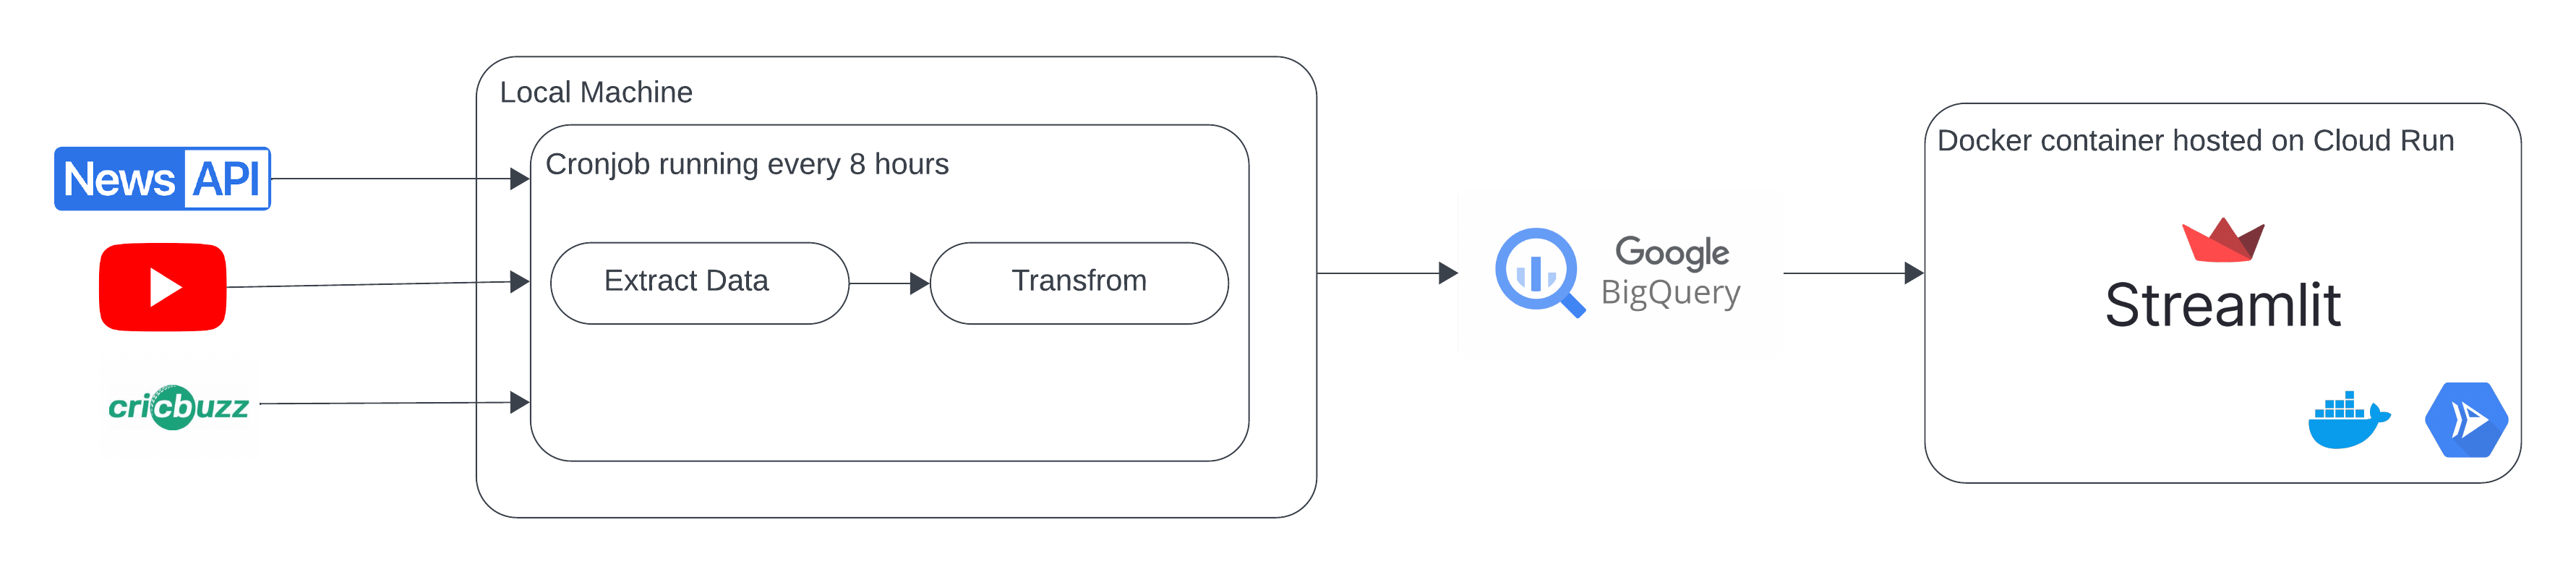 Local Machine
Cronjob running every 8 hours
News API
Extract Data
Transfrom
cricbuzz
Google
BigQuery
Docker container hosted on Cloud Run
Streamlit